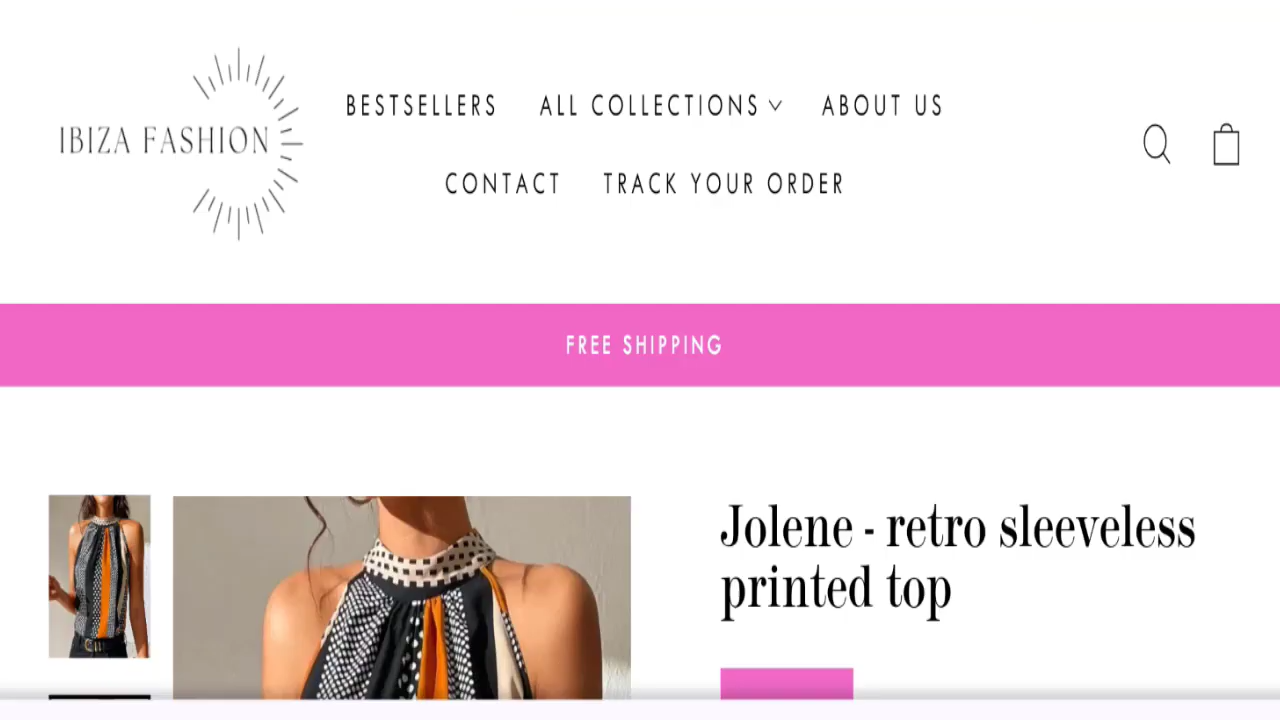 IBIZA FASHION
BESTSELLERS
ALL COLLECTIONS
ABOUT US
CONTACT
TRACK YOUR ORDER
FREE SHIPPING
Jolene - retro sleeveless
printed top